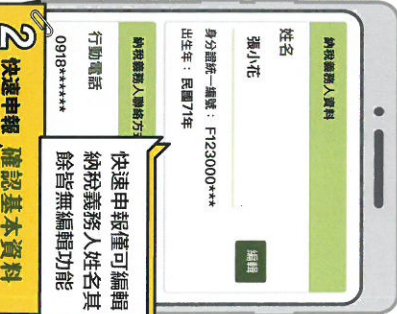 納稅義務人資料
姓名
張小花
編輯
身分證統一編號： F123000***
出生年： 民國71年
納稅義務人聯絡方式
行動電話
0918******
快速申報僅可編輯
納稅義務人姓名其
餘皆無編輯功能
2 快速申報 確認基本資料